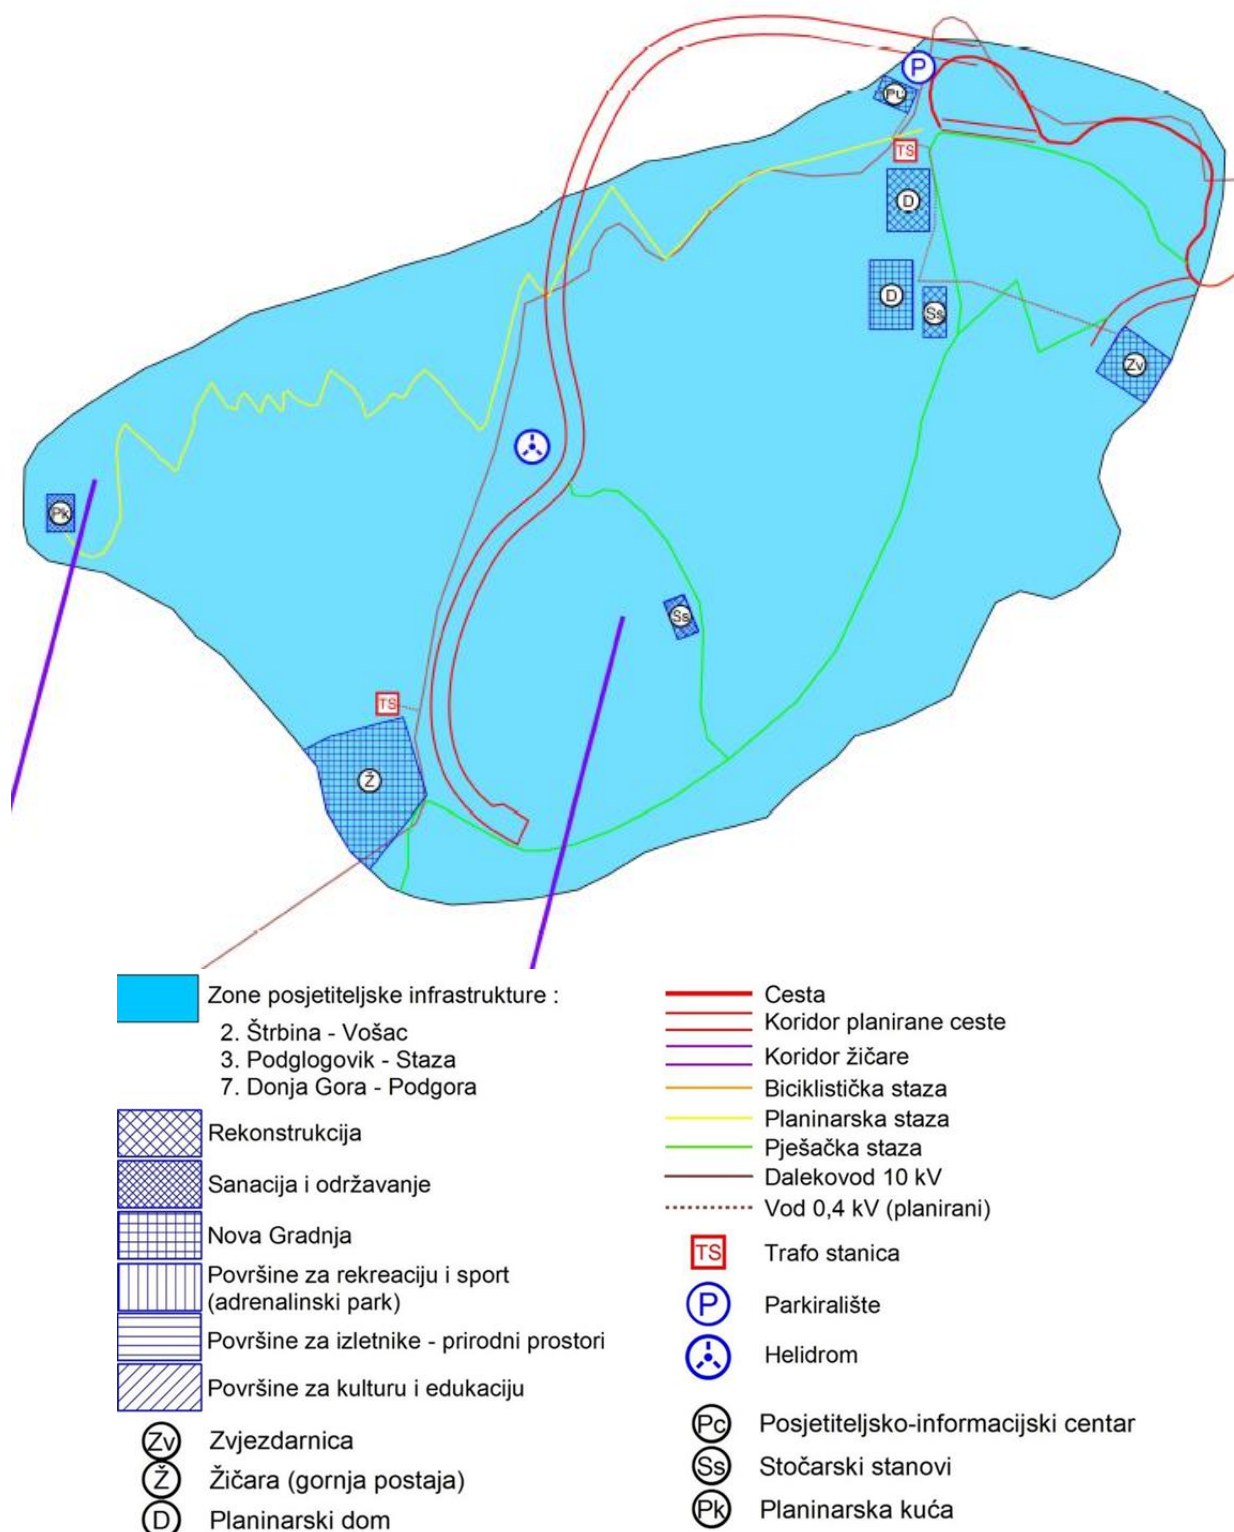 P
Pc
TS
D
D
Ss
Zv
Pk
Ss
TS
Ž
Zone posjetiteljske infrastrukture :
2. Štrbina - Vošac
3. Podglogovik - Staza
7. Donja Gora - Podgora
Rekonstrukcija
Sanacija i održavanje
Nova Gradnja
Površine za rekreaciju i sport
(adrenalinski park)
Površine za izletnike - prirodni prostori
Površine za kulturu i edukaciju
Zv Zvjezdarnica
Ž Žičara (gornja postaja)
D Planinarski dom
Cesta
Koridor planirane ceste
Koridor žičare
Biciklistička staza
Planinarska staza
Pješačka staza
Dalekovod 10 kV
Vod 0,4 kV (planirani)
TS Trafo stanica
P Parkiralište
Helidrom
Pc Posjetiteljsko-informacijski centar
Ss Stočarski stanovi
Pk Planinarska kuća